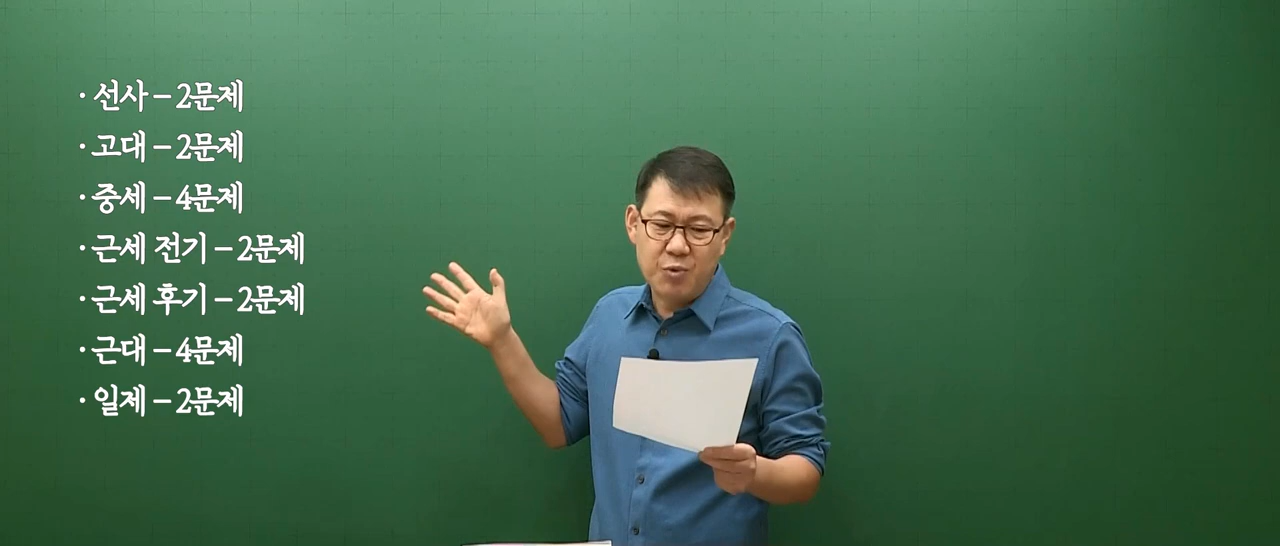 · 선사 – 2문제
· 고대 – 2문제
· 중세 – 4문제
· 근세 전기 – 2문제
· 근세 후기 – 2문제
· 근대 – 4문제
· 일제 – 2문제